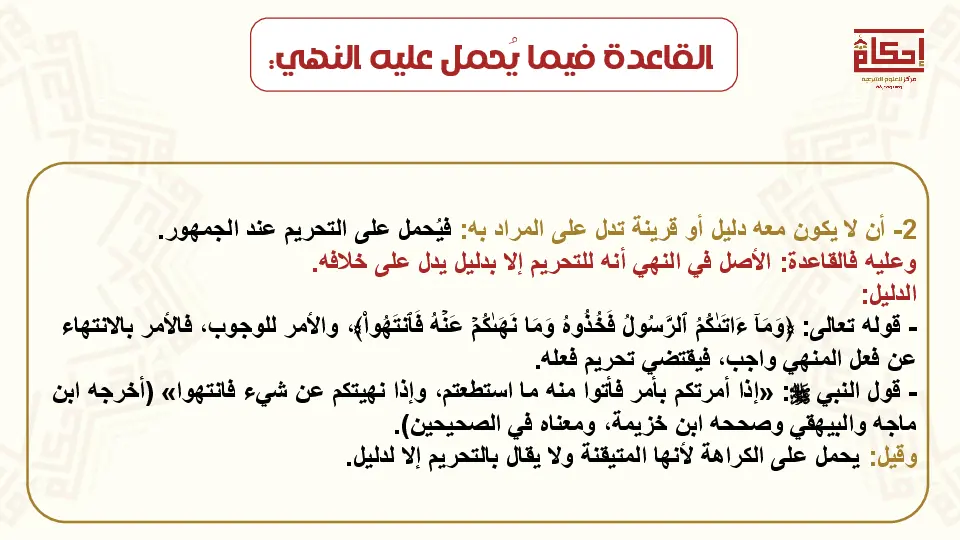 القاعدة فيما يُحمل عليه النهي:
إحكام
مركز للعلوم الشرعية
2- أن لا يكون معه دليل أو قرينة تدل على المراد به: فيُحمل على التحريم عند الجمهور.
وعليه فالقاعدة: الأصل في النهي أنه للتحريم إلا بدليل يدل على خلافه.
الدليل:
- قوله تعالى: ﴿وَمَآ ءَاتَىٰكُمُ ٱلرَّسُولُ فَخُذُوهُ وَمَا نَهَىٰكُمۡ عَنۡهُ فَٱنتَهُواْ﴾، والأمر للوجوب، فالأمر بالانتهاء
عن فعل المنهي واجب، فيقتضي تحريم فعله.
- قول النبي ﷺ: «إذا أمرتكم بأمر فأتوا منه ما استطعتم، وإذا نهيتكم عن شيء فانتهوا» (أخرجه ابن
ماجه والبيهقي وصححه ابن خزيمة، ومعناه في الصحيحين).
وقيل: يحمل على الكراهة لأنها المتيقنة ولا يقال بالتحريم إلا لدليل.